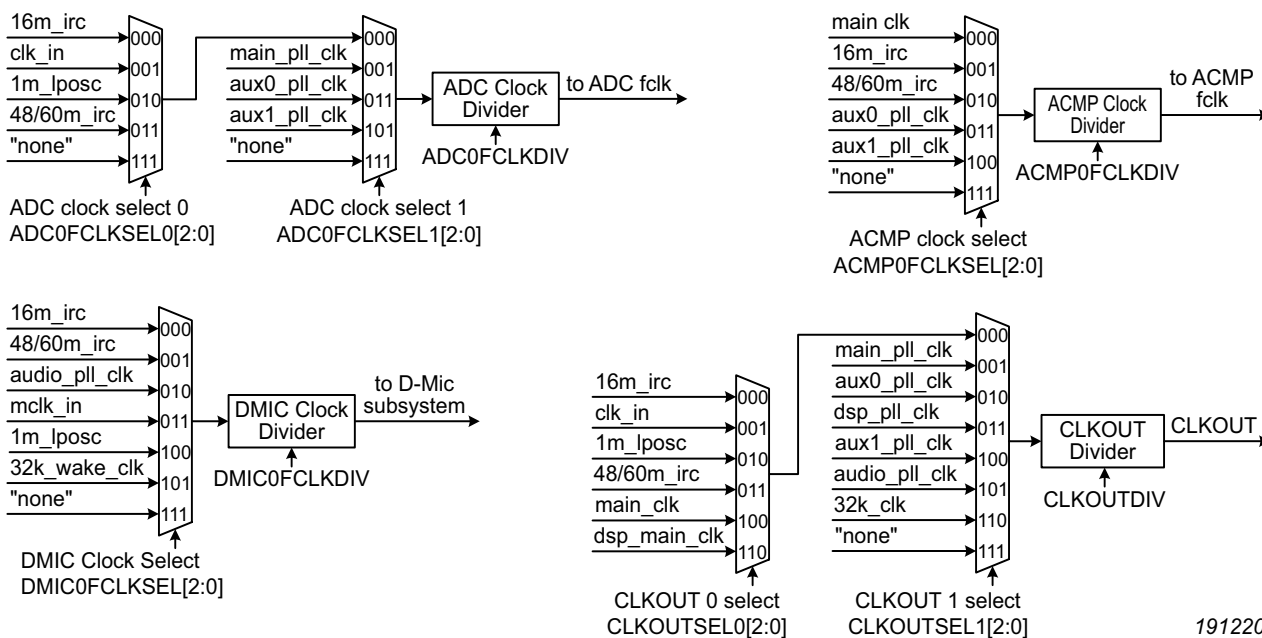 16m_irc
000
clk_in
001
1m_lposc
010
48/60m_irc
011
"none"
111
ADC clock select 0
ADC0FCLKSEL0[2:0]
000
main_pll_clk
001
aux0_pll_clk
011
aux1_pll_clk
101
"none"
111
ADC clock select 1
ADC0FCLKSEL1[2:0]
ADC Clock
Divider
to ADC fclk
ADC0FCLKDIV
main clk
000
16m_irc
001
48/60m_irc
010
aux0_pll_clk
011
aux1_pll_clk
100
"none"
111
ACMP clock select
ACMP0FCLKSEL[2:0]
ACMP Clock
Divider
to ACMP
fclk
ACMP0FCLKDIV
16m_irc
000
48/60m_irc
001
audio_pll_clk
010
mclk_in
011
1m_lposc
100
32k_wake_clk
101
"none"
111
DMIC Clock Select
DMIC0FCLKSEL[2:0]
DMIC Clock
Divider
to D-Mic
subsystem
DMIC0FCLKDIV
16m_irc
000
clk_in
001
1m_lposc
010
48/60m_irc
011
main_clk
100
dsp_main_clk
110
CLKOUT 0 select
CLKOUTSEL0[2:0]
000
main_pll_clk
001
aux0_pll_clk
010
dsp_pll_clk
011
aux1_pll_clk
100
audio_pll_clk
101
32k_clk
110
"none"
111
CLKOUT 1 select
CLKOUTSEL1[2:0]
CLKOUT
Divider
CLKOUT
CLKOUTDIV
191220